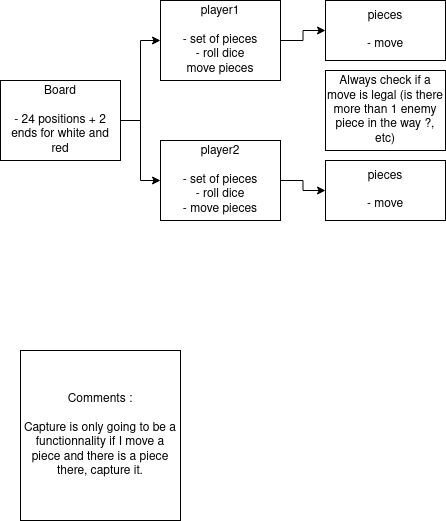 player1
- set of pieces
- roll dice
move pieces
pieces
- move
Board
- 24 positions + 2
ends for white and
red
Always check if a
move is legal (is there
more than 1 enemy
piece in the way ?,
etc)
player2
- set of pieces
- roll dice
- move pieces
pieces
- move
Comments :
Capture is only going to be a
functionnality if I move a
piece and there is a piece
there, capture it.